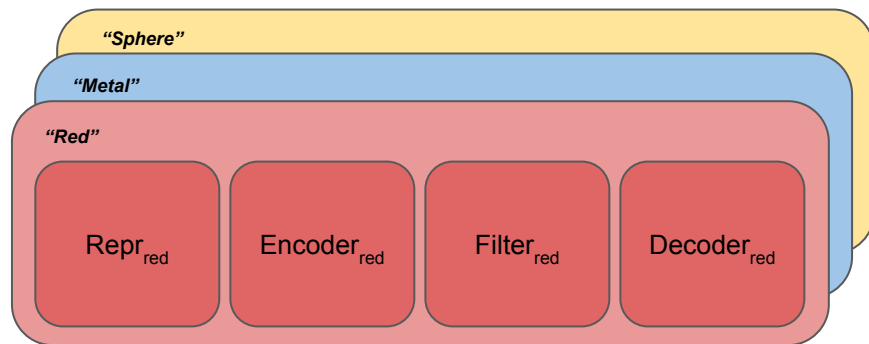 “Sphere”
“Metal”
“Red”
Repr_red Encoder_red Filter_red Decoder_red